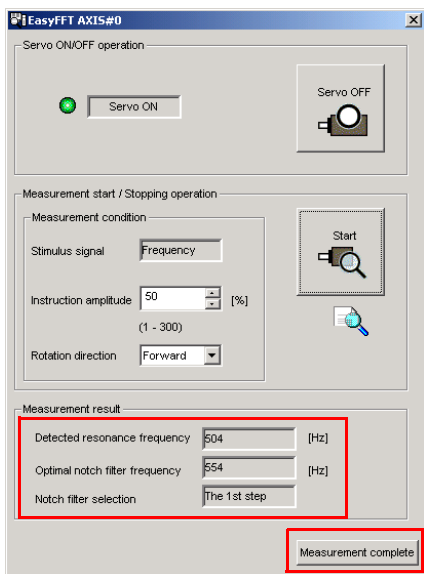 EasyFFT AXIS#0
Servo ON/OFF operation
Servo ON
Servo OFF
Measurement start / Stopping operation
Measurement condition
Stimulus signal Frequency
Start
Instruction amplitude 50 [%]
(1 - 300)
Rotation direction Forward
Measurement result
Detected resonance frequency 504 [Hz]
Optimal notch filter frequency 554 [Hz]
Notch filter selection The 1st step
Measurement complete